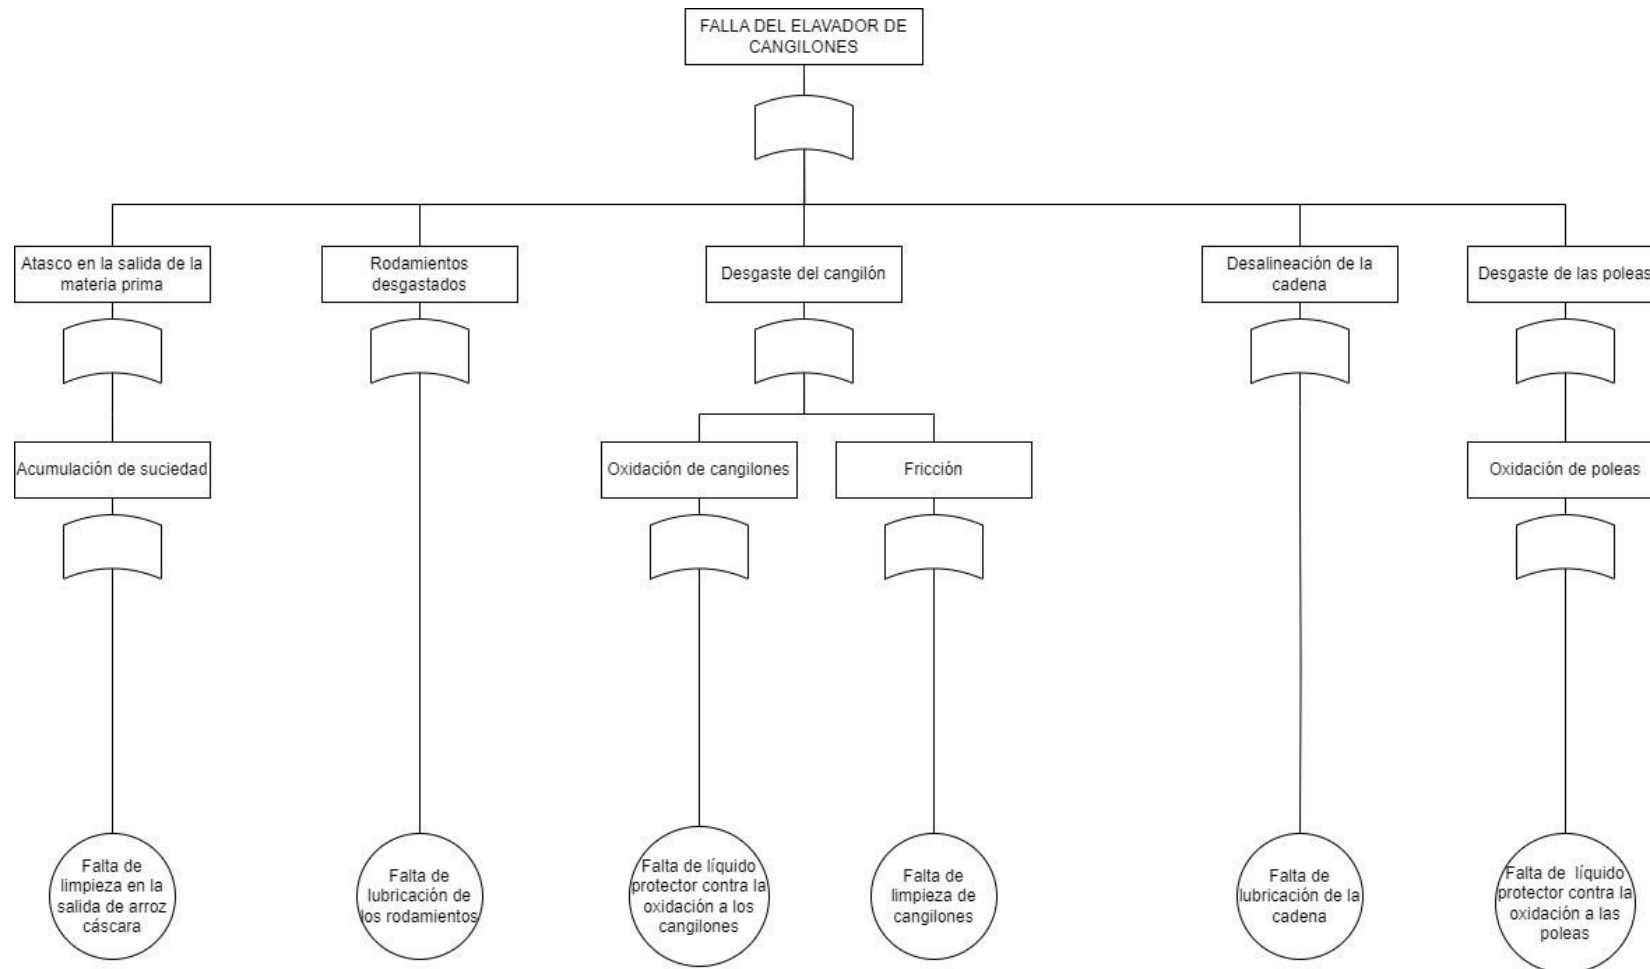 FALLA DEL ELAVADOR DE
CANGILONES
Atasco en la salida de la
materia prima
Rodamientos
desgastados
Desgaste del cangilón
Desalineación de la
cadena
Desgaste de las poleas
Acumulación de suciedad
Oxidación de cangilones
Fricción
Oxidación de poleas
Falta de
limpieza en la
salida de arroz
cáscara
Falta de
lubricación de
los rodamientos
Falta de líquido
protector contra la
oxidación a los
cangilones
Falta de
limpieza de
cangilones
Falta de
lubricación de la
cadena
Falta de líquido
protector contra la
oxidación a las
poleas